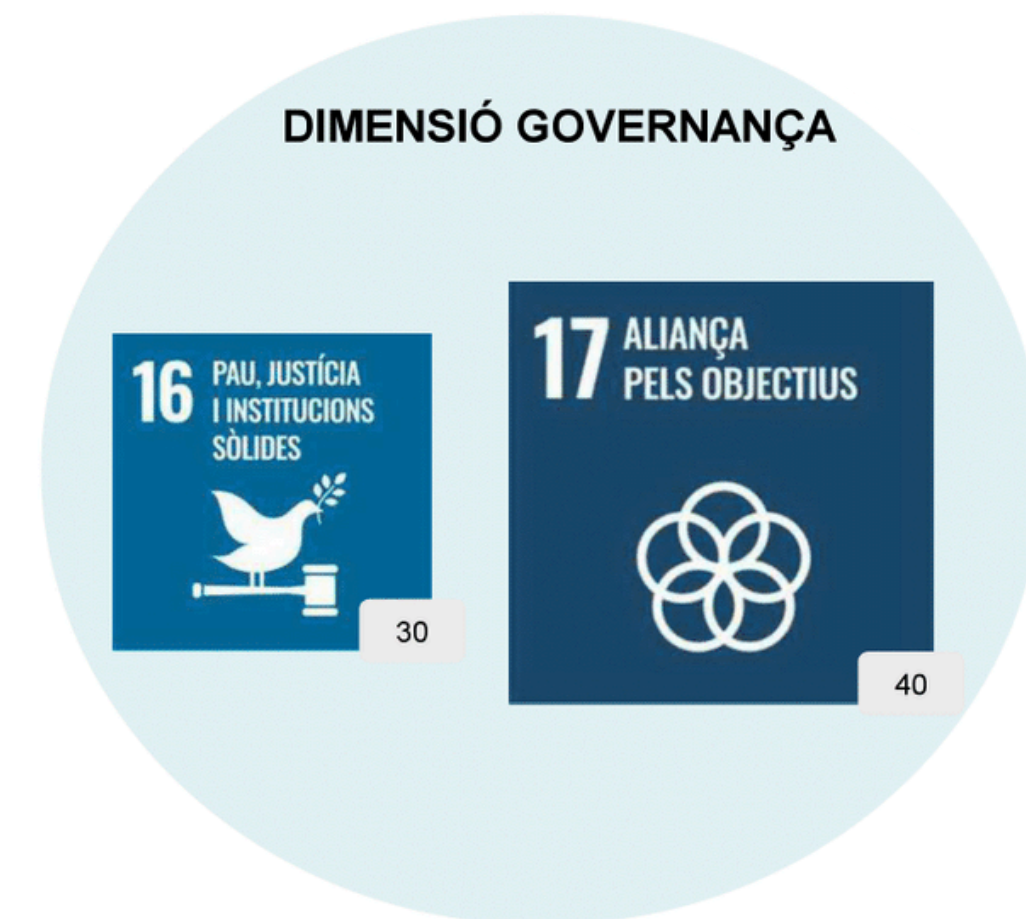 DIMENSIÓ GOVERNANÇA
16 PAU, JUSTÍCIA
I INSTITUCIONS
SÒLIDES
30
17 ALIANÇA
PELS OBJECTIUS
40